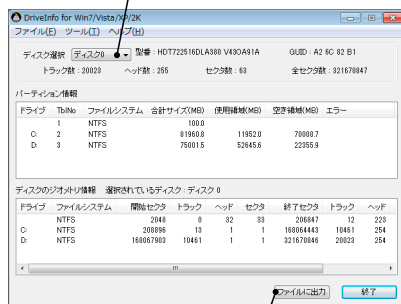 DriveInfo for Win7/Vista/XP/2K
ファイル(F) ツール(T) ヘルプ(H)
ディスク選択 ディスク0 型番 : HDT722516DLA380 V43OA91A GUID : A2 6C 82 B1
トラック数 : 20023 ヘッド数 : 255 セクタ数 : 63 全セクタ数 : 321670847
パーティション情報
ドライブ TblNo ファイルシステム 合計サイズ(MB) 使用領域(MB) 空き領域(MB) エラー
1 NTFS 100.0
C: 2 NTFS 81960.8 11952.0 70008.7
D: 3 NTFS 75001.5 52645.6 22355.9
ディスクのジオメトリ情報 選択されているディスク : ディスク 0
ドライブ ファイルシステム 開始セクタ トラック ヘッド セクタ 終了セクタ トラック ヘッド
NTFS 2048 0 32 33 206847 12 223
C: NTFS 208896 13 1 1 168064443 10461 254
D: NTFS 168067903 10461 1 1 321670846 20023 254
ファイルに出力 終了